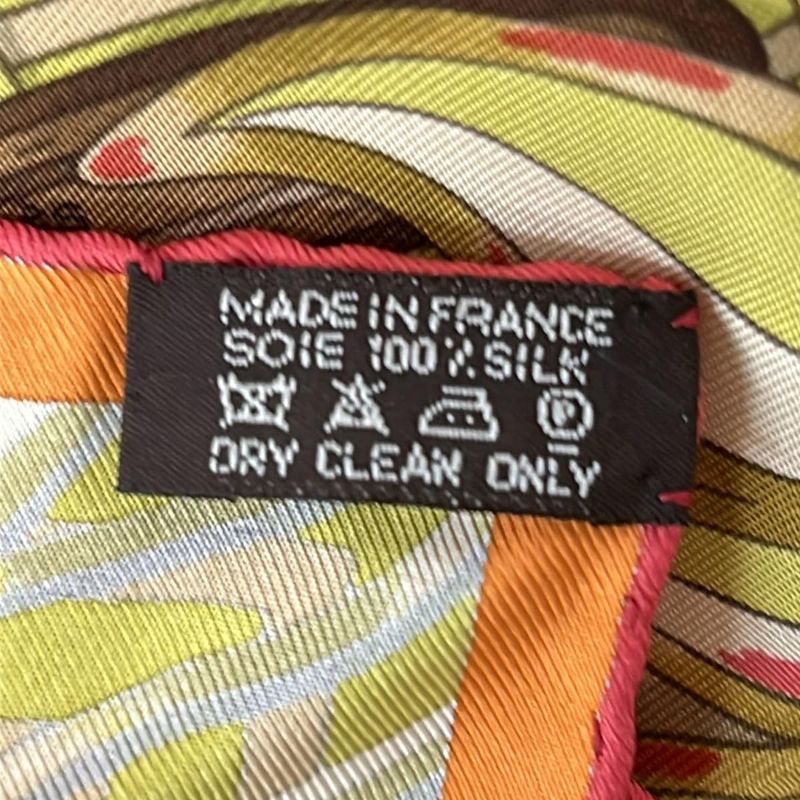 MADE IN FRANCE
SOIE 100% SILK
P
DRY CLEAN ONLY